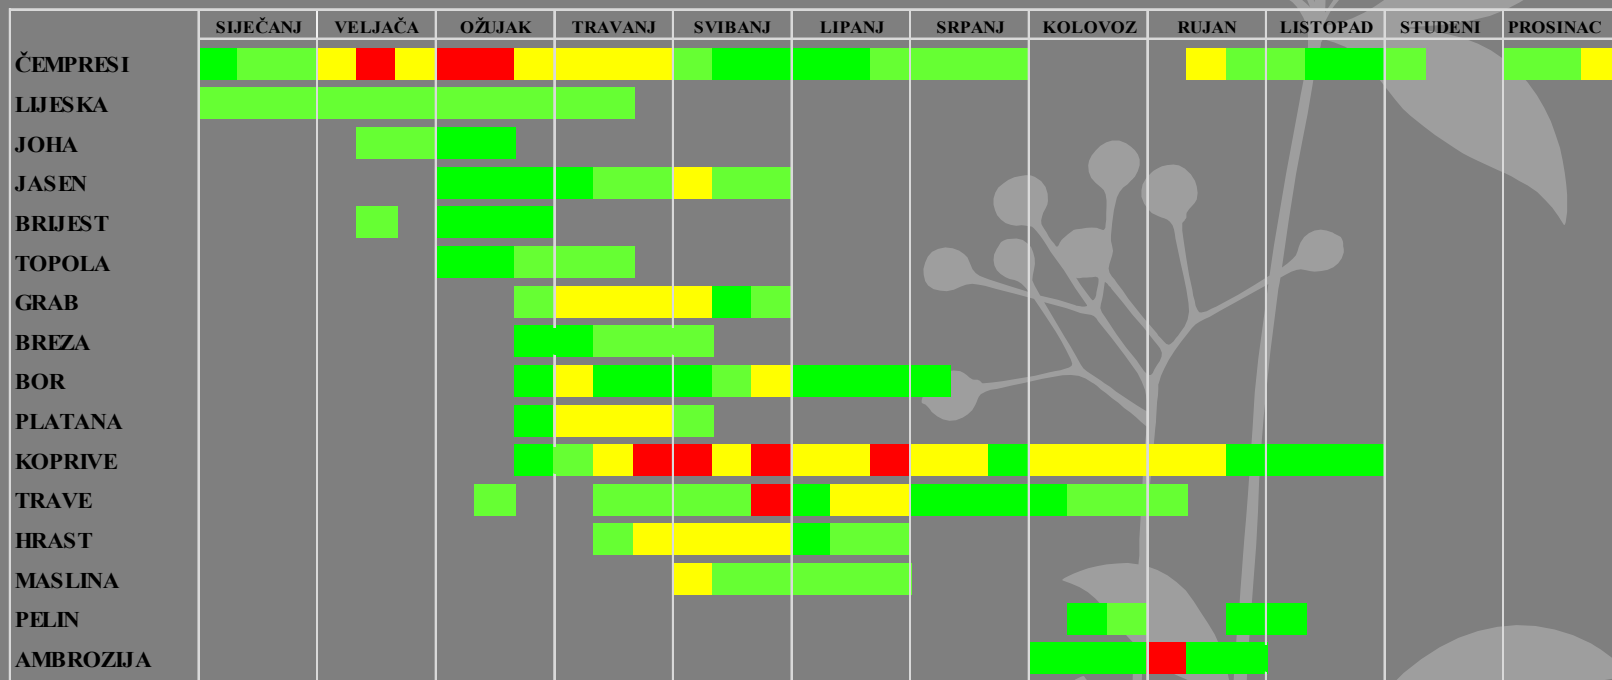 SIJEČANJ VELJAČA OŽUJAK TRAVANJ SVIBANJ LIPANJ SRPANJ KOLOVOZ RUJAN LISTOPAD STUDENI PROSINAC
ČEMPRESI
LIJESKA
JOHA
JASEN
BRIJEST
TOPOLA
GRAB
BREZA
BOR
PLATANA
KOPRIVE
TRAVE
HRAST
MASLINA
PELIN
AMBROZIJA